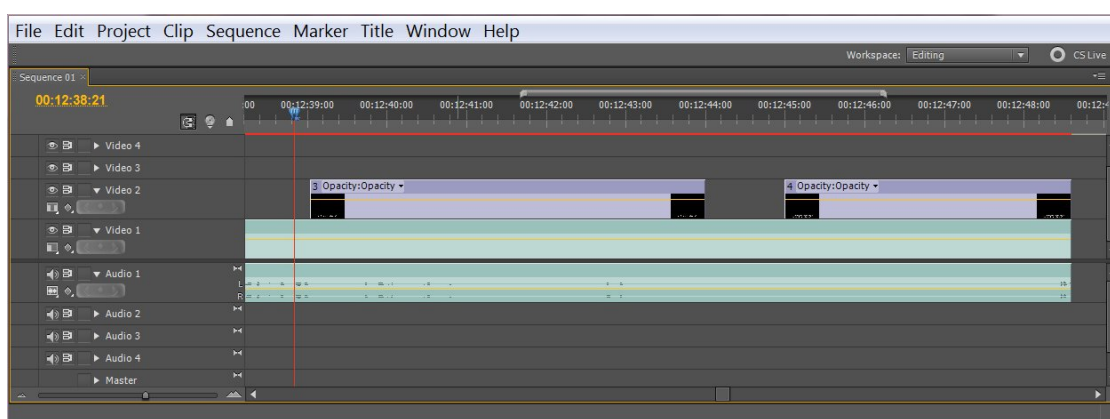 File Edit Project Clip Sequence Marker Title Window Help
Workspace: Editing CS Live
Sequence 01 ×
00:12:38:21
:00 00:12:39:00 00:12:40:00 00:12:41:00 00:12:42:00 00:12:43:00 00:12:44:00 00:12:45:00 00:12:46:00 00:12:47:00 00:12:48:00 00:12:4
Video 4
Video 3
Video 2 3 Opacity:Opacity 4 Opacity:Opacity
Video 1
Audio 1
L
R
Audio 2
Audio 3
Audio 4
Master